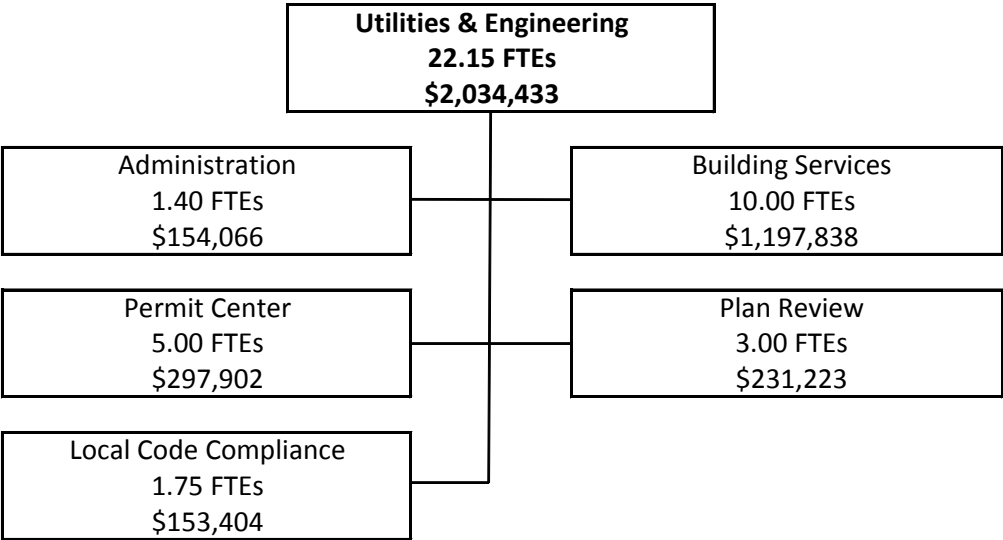 Utilities & Engineering
22.15 FTEs
$2,034,433
Administration
1.40 FTEs
$154,066
Building Services
10.00 FTEs
$1,197,838
Permit Center
5.00 FTEs
$297,902
Plan Review
3.00 FTEs
$231,223
Local Code Compliance
1.75 FTEs
$153,404